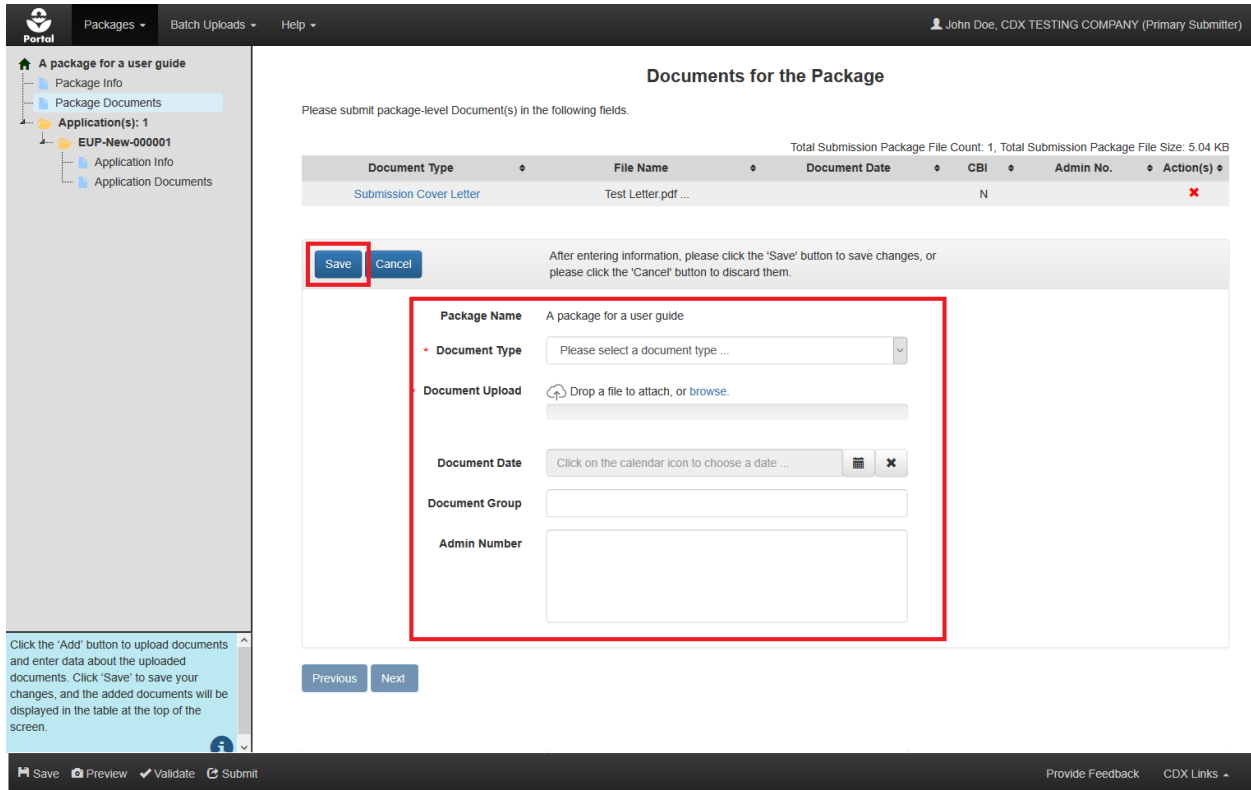 Portal
Packages
Batch Uploads
Help
John Doe, CDX TESTING COMPANY (Primary Submitter)
A package for a user guide
Package Info
Package Documents
Application(s): 1
EUP-New-000001
Application Info
Application Documents
Documents for the Package
Please submit package-level Document(s) in the following fields.
Total Submission Package File Count: 1, Total Submission Package File Size: 5.04 KB
Document Type File Name Document Date CBI Admin No. Action(s)
Submission Cover Letter Test Letter.pdf ... N
Save Cancel
After entering information, please click the 'Save' button to save changes, or
please click the 'Cancel' button to discard them.
Package Name A package for a user guide
* Document Type Please select a document type ...
* Document Upload Drop a file to attach, or browse.
Document Date Click on the calendar icon to choose a date ...
Document Group
Admin Number
Previous Next
Click the 'Add' button to upload documents
and enter data about the uploaded
documents. Click 'Save' to save your
changes, and the added documents will be
displayed in the table at the top of the
screen.
Save Preview Validate Submit
Provide Feedback CDX Links